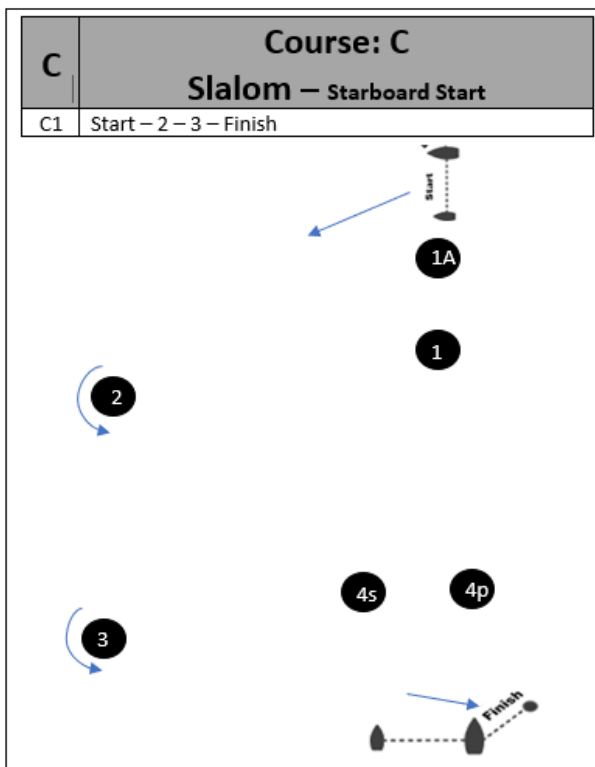 C
Course: C
Slalom – Starboard Start
C1
Start – 2 – 3 – Finish
Start
1A
1
2
4s
4p
3
Finish